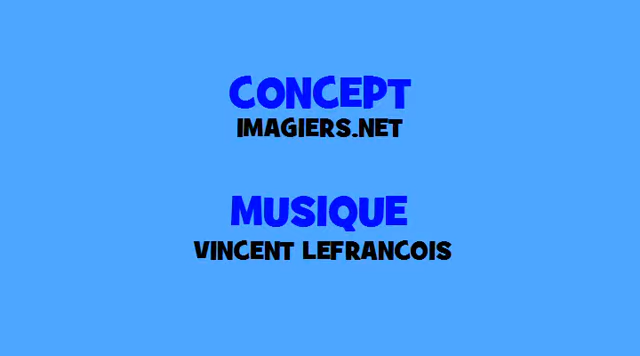 CONCEPT
IMAGIERS.NET
MUSIQUE
VINCENT LEFRANCOIS